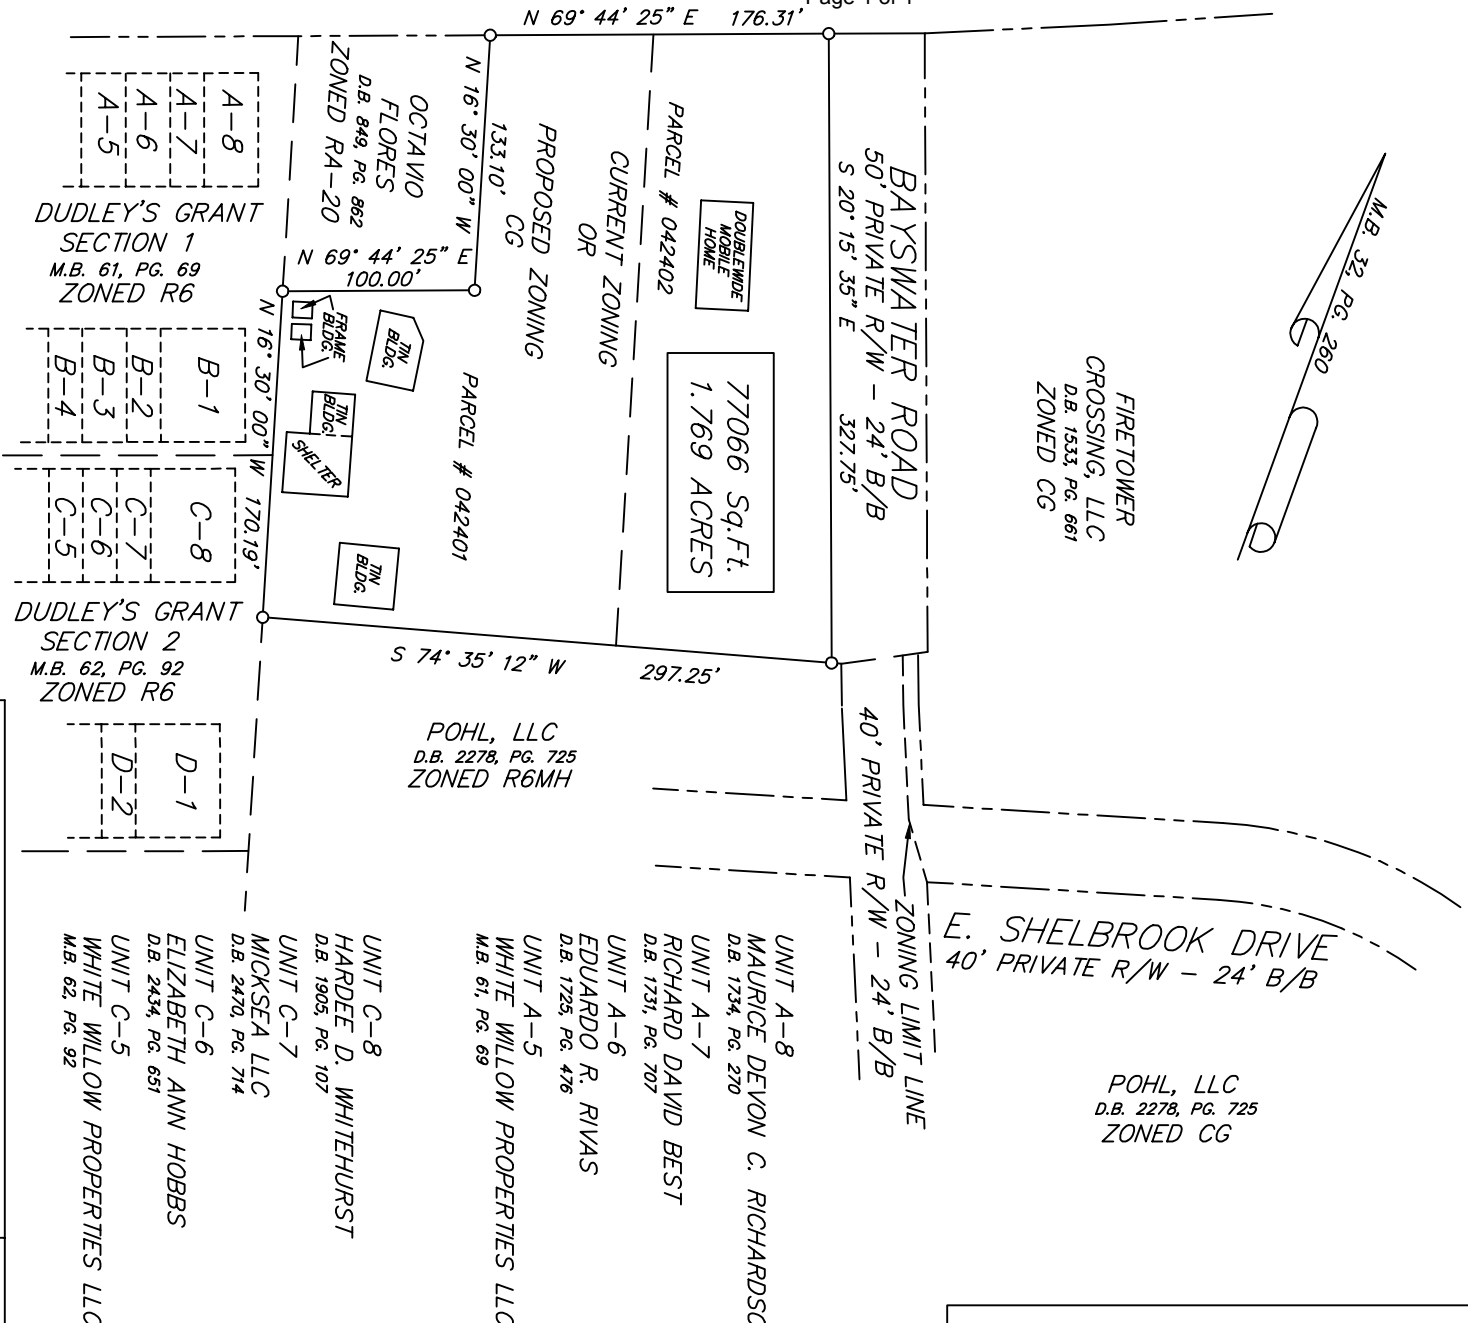 Page 1 of 1
N 69° 44' 25" E 176.31'
A-8
A-7
A-6
A-5
DUDLEY'S GRANT
SECTION 1
M.B. 61, PG. 69
ZONED R6
OCTAVIO
FLORES
D.B. 849, PG. 862
ZONED RA-20
N 16° 30' 00" W
133.10'
N 69° 44' 25" E
100.00'
PROPOSED ZONING
CG
CURRENT ZONING
OR
PARCEL # 042402
DOUBLEWIDE
MOBILE
HOME
BAYSWATER ROAD
50' PRIVATE R/W - 24' B/B
S 20° 15' 35" E 327.75'
M.B. 32, PG. 260
FIRETOWER
CROSSING, LLC
D.B. 1533, PG. 661
ZONED CG
77066 Sq.Ft.
1.769 ACRES
FRAME
BLDG.
TIN
BLDG.
TIN
BLDG.
SHELTER
TIN
BLDG.
PARCEL # 042401
N 16° 30' 00" W 170.19'
B-1
B-2
B-3
B-4
C-8
C-7
C-6
C-5
DUDLEY'S GRANT
SECTION 2
M.B. 62, PG. 92
ZONED R6
D-1
D-2
S 74° 35' 12" W 297.25'
POHL, LLC
D.B. 2278, PG. 725
ZONED R6MH
40' PRIVATE R/W - 24' B/B
ZONING LIMIT LINE
E. SHELBROOK DRIVE
40' PRIVATE R/W - 24' B/B
POHL, LLC
D.B. 2278, PG. 725
ZONED CG
UNIT A-8
MAURICE DEVON C.
D.B. 1734, PG. 270
UNIT A-7
RICHARD DAVID BEST
D.B. 1731, PG. 707
UNIT A-6
EDUARDO R. RIVAS
D.B. 1725, PG. 476
UNIT A-5
WHITE WILLOW PROPERTIES LLC
M.B. 61, PG. 69
UNIT C-8
HARDEE D. WHITEHURST
D.B. 1905, PG. 107
UNIT C-7
MICKSEA LLC
D.B. 2470, PG. 714
UNIT C-6
ELIZABETH ANN HOBBS
D.B. 2434, PG. 651
UNIT C-5
WHITE WILLOW PROPERTIES LLC
M.B. 62, PG. 92